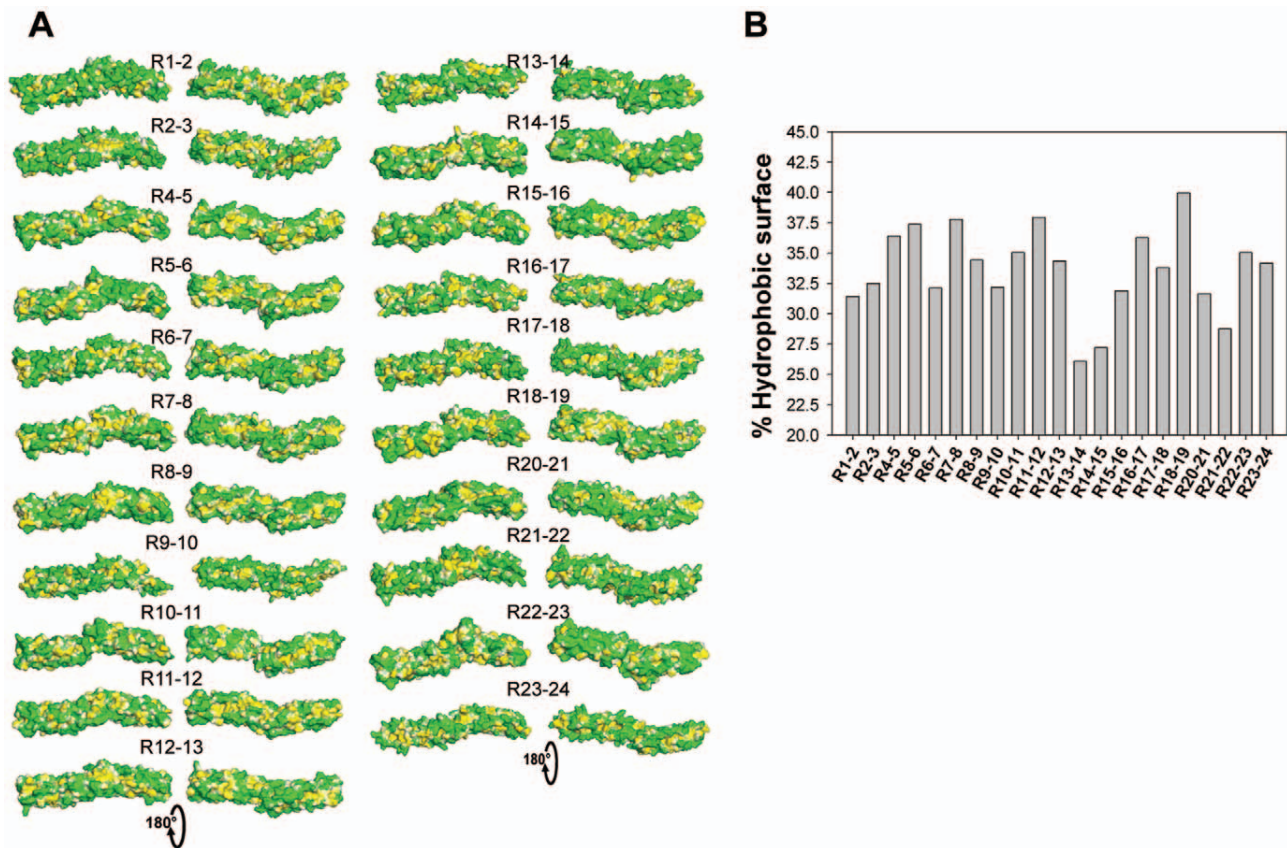 A
R1-2
R2-3
R4-5
R5-6
R6-7
R7-8
R8-9
R9-10
R10-11
R11-12
R12-13
180°
R13-14
R14-15
R15-16
R16-17
R17-18
R18-19
R20-21
R21-22
R22-23
R23-24
180°
B
% Hydrophobic surface
45.0
42.5
40.0
37.5
35.0
32.5
30.0
27.5
25.0
22.5
20.0
R1-2
R2-3
R4-5
R5-6
R6-7
R7-8
R8-9
R9-10
R10-11
R11-12
R12-13
R13-14
R14-15
R15-16
R16-17
R17-18
R18-19
R20-21
R21-22
R22-23
R23-24